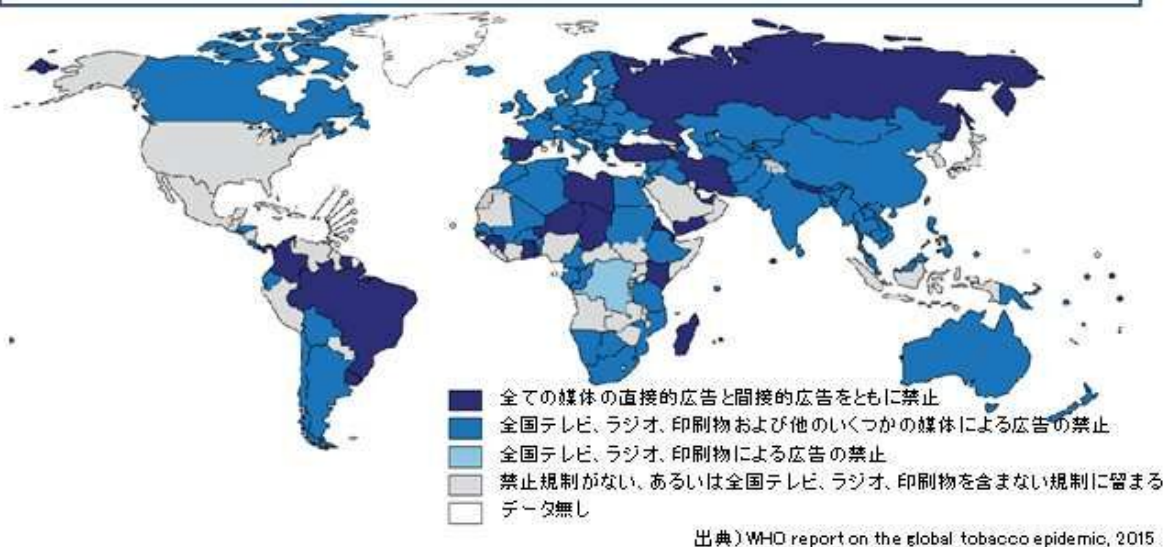 全ての媒体の直接的広告と間接的広告をともに禁止
全国テレビ、ラジオ、印刷物および他のいくつかの媒体による広告の禁止
全国テレビ、ラジオ、印刷物による広告の禁止
禁止規制がない、あるいは全国テレビ、ラジオ、印刷物を含まない規制に留まる
データ無し
出典）WHO report on the global tobacco epidemic, 2015